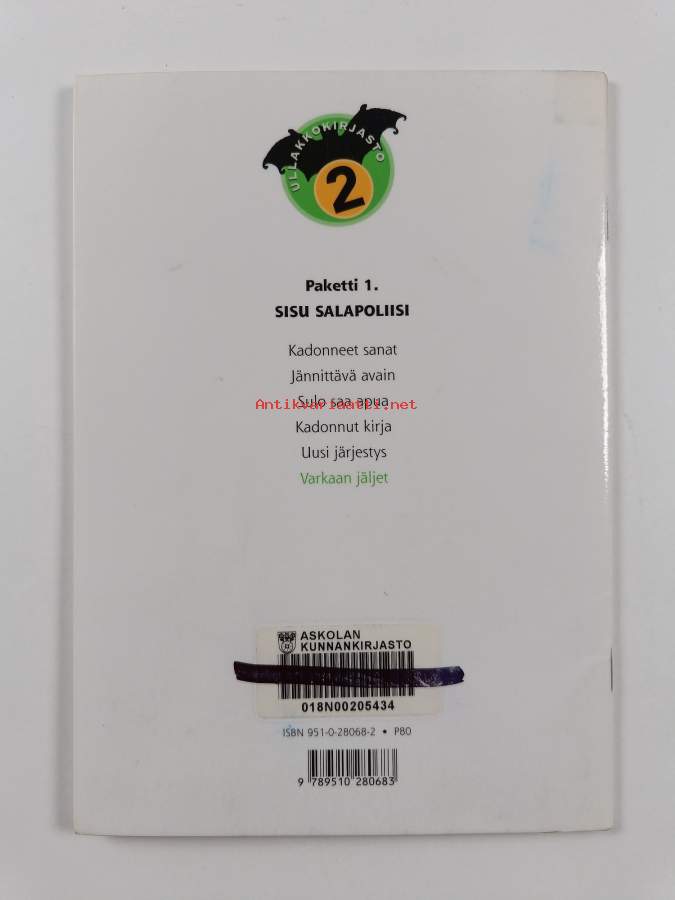 ULLAKKOKIRJASTO
2
Paketti 1.
SISU SALAPOLIISI
Kadonneet sanat
Jännittävä avain
Sulo saa apua
Antikvariaatti.net
Kadonnut kirja
Uusi järjestys
Varkaan jäljet
ASKOLAN
KUNNANKIRJASTO
018N00205434
ISBN 951-0-28068-2 • P80
9 789510 280683